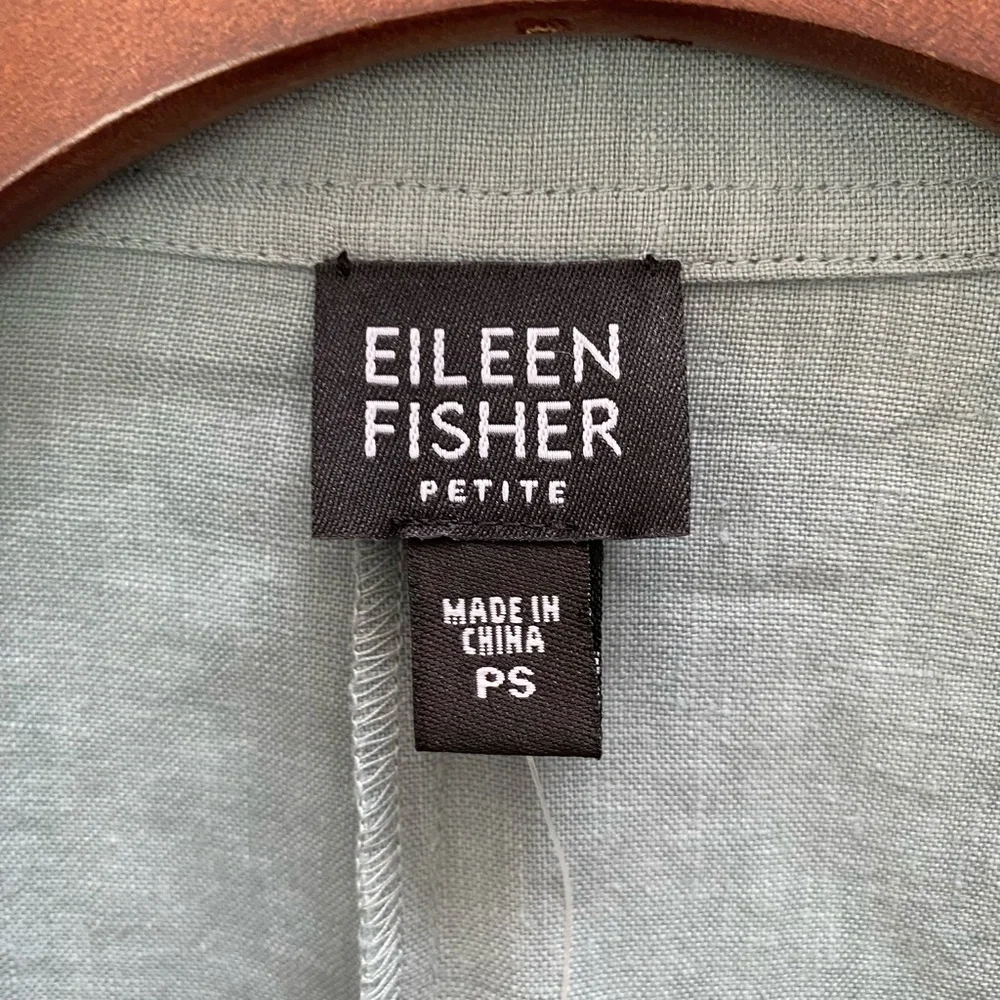 EILEEN
FISHER
PETITE
MADE IN
CHINA
PS